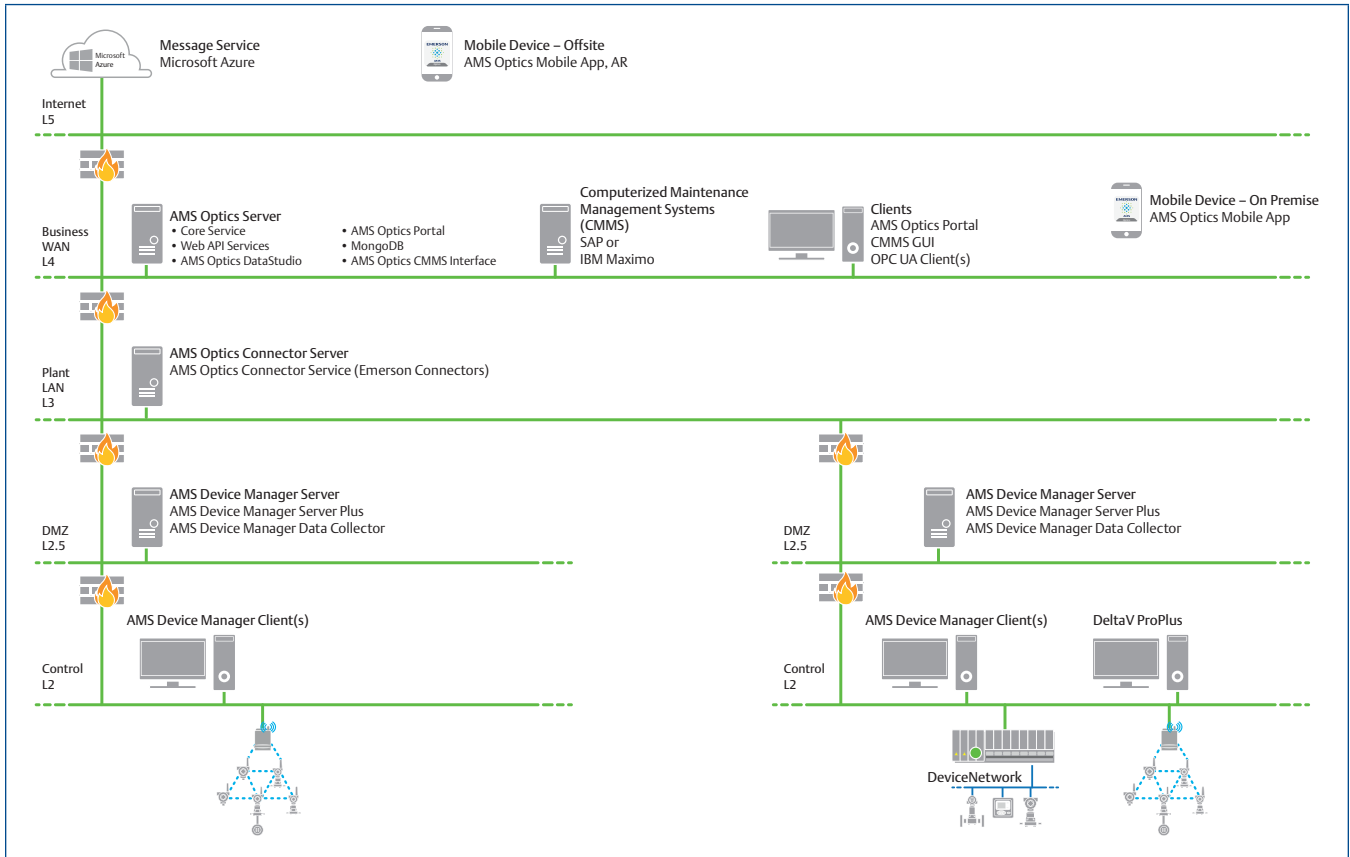 Microsoft
Azure
Message Service
Microsoft Azure
EMERSON
Mobile Device – Offsite
AMS Optics Mobile App, AR
Internet
L5
Business
WAN
L4
AMS Optics Server
• Core Service
• Web API Services
• AMS Optics DataStudio
• AMS Optics Portal
• MongoDB
• AMS Optics CMMS Interface
Computerized Maintenance
Management Systems
(CMMS)
SAP or
IBM Maximo
Clients
AMS Optics Portal
CMMS GUI
OPC UA Client(s)
EMERSON
Mobile Device – On Premise
AMS Optics Mobile App
Plant
LAN
L3
AMS Optics Connector Server
AMS Optics Connector Service (Emerson Connectors)
DMZ
L2.5
AMS Device Manager Server
AMS Device Manager Server Plus
AMS Device Manager Data Collector
DMZ
L2.5
AMS Device Manager Server
AMS Device Manager Server Plus
AMS Device Manager Data Collector
Control
L2
AMS Device Manager Client(s)
Control
L2
AMS Device Manager Client(s)
DeltaV ProPlus
DeviceNetwork